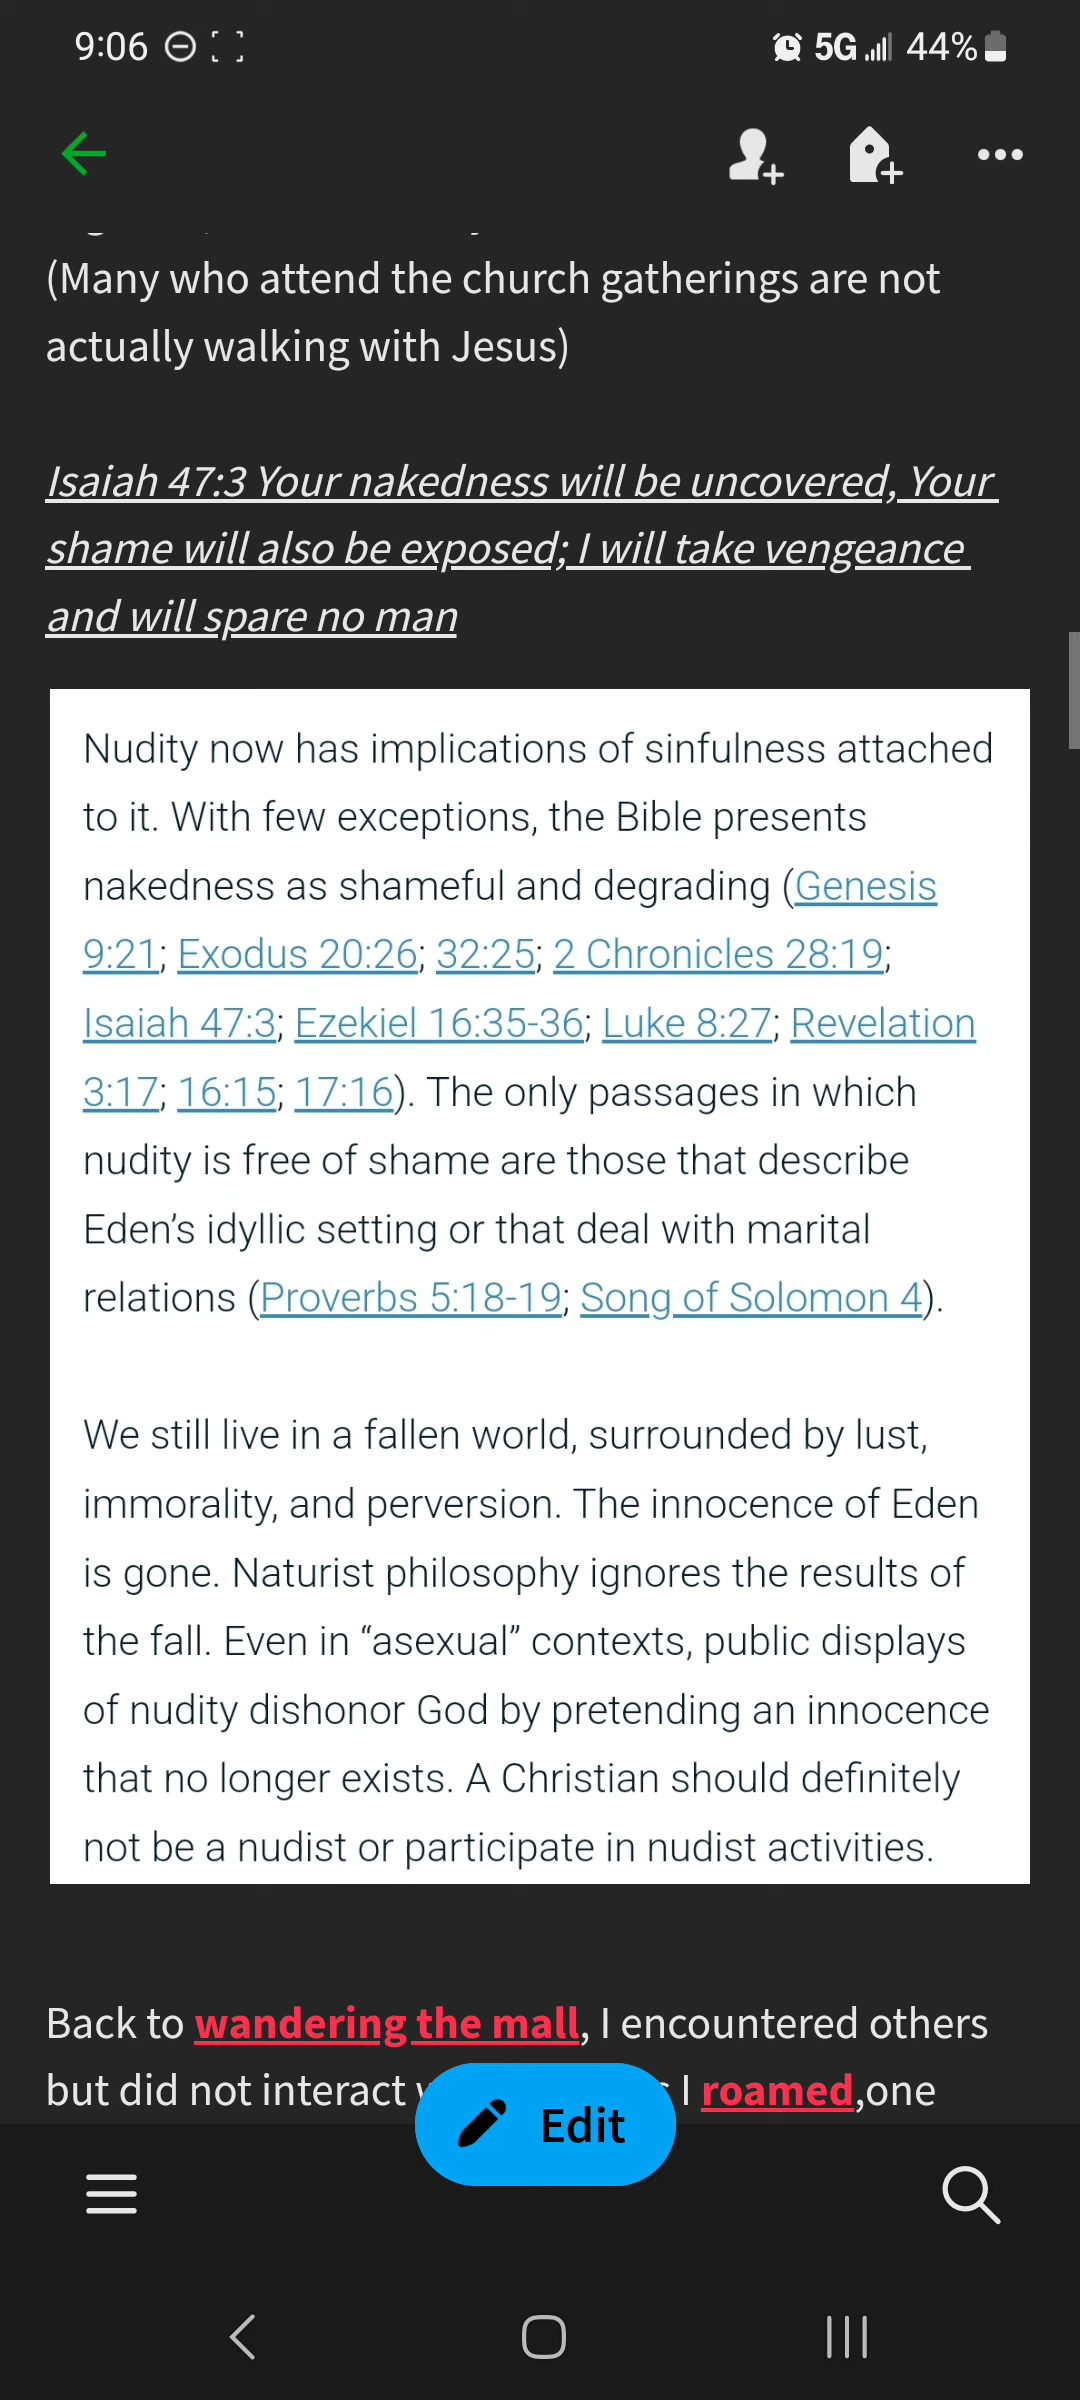 9:06
5G 44%
(Many who attend the church gatherings are not
actually walking with Jesus)
Isaiah 47:3 Your nakedness will be uncovered, Your
shame will also be exposed; I will take vengeance
and will spare no man
Nudity now has implications of sinfulness attached
to it. With few exceptions, the Bible presents
nakedness as shameful and degrading (Genesis
9:21; Exodus 20:26; 32:25; 2 Chronicles 28:19;
Isaiah 47:3; Ezekiel 16:35-36; Luke 8:27; Revelation
3:17; 16:15; 17:16). The only passages in which
nudity is free of shame are those that describe
Eden’s idyllic setting or that deal with marital
relations (Proverbs 5:18-19; Song of Solomon 4).
We still live in a fallen world, surrounded by lust,
immorality, and perversion. The innocence of Eden
is gone. Naturist philosophy ignores the results of
the fall. Even in “asexual” contexts, public displays
of nudity dishonor God by pretending an innocence
that no longer exists. A Christian should definitely
not be a nudist or participate in nudist activities.
Back to wandering the mall, I encountered others
but did not interact I roamed,one
Edit